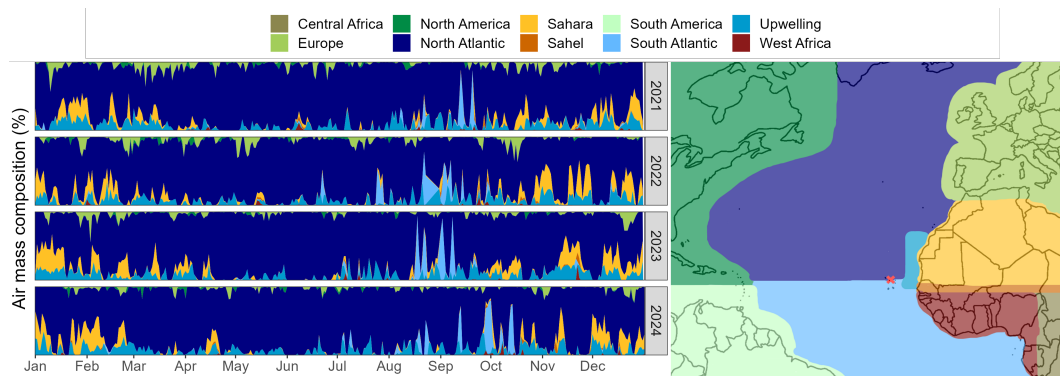 Central Africa North America Sahara South America Upwelling
Europe North Atlantic Sahel South Atlantic West Africa
Air mass composition (%)
2021
2022
2023
2024
Jan Feb Mar Apr May Jun Jul Aug Sep Oct Nov Dec